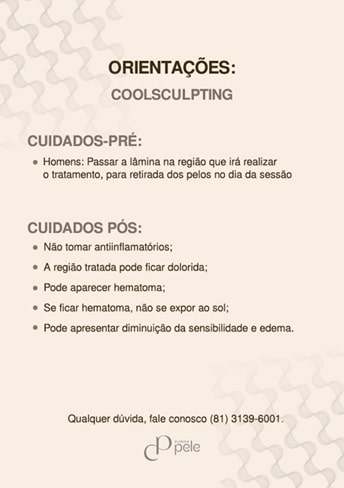 ORIENTAÇÕES:
COOLSCULPTING
CUIDADOS-PRÉ:
• Homens: Passar a lâmina na região que irá realizar
o tratamento, para retirada dos pelos no dia da sessão
CUIDADOS PÓS:
• Não tomar antiinflamatórios;
• A região tratada pode ficar dolorida;
• Pode aparecer hematoma;
• Se ficar hematoma, não se expor ao sol;
• Pode apresentar diminuição da sensibilidade e edema.
Qualquer dúvida, fale conosco (81) 3139-6001.
pele